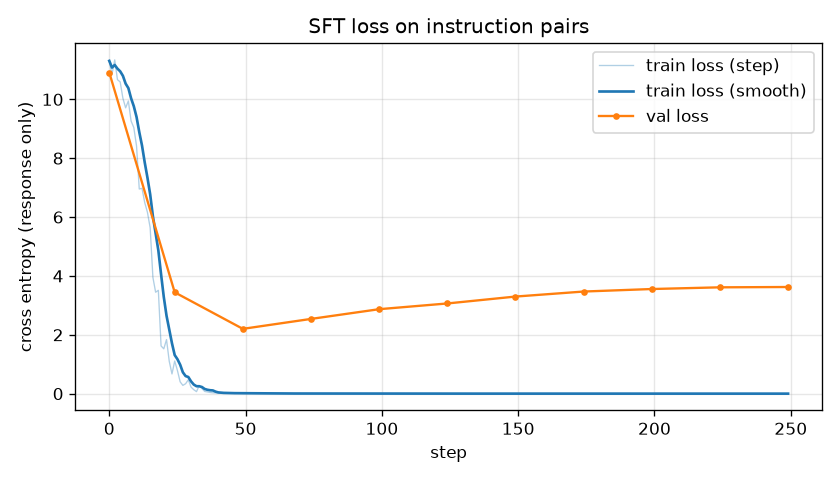 SFT loss on instruction pairs
train loss (step)
train loss (smooth)
val loss
cross entropy (response only)
10
8
6
4
2
0
0 50 100 150 200 250
step